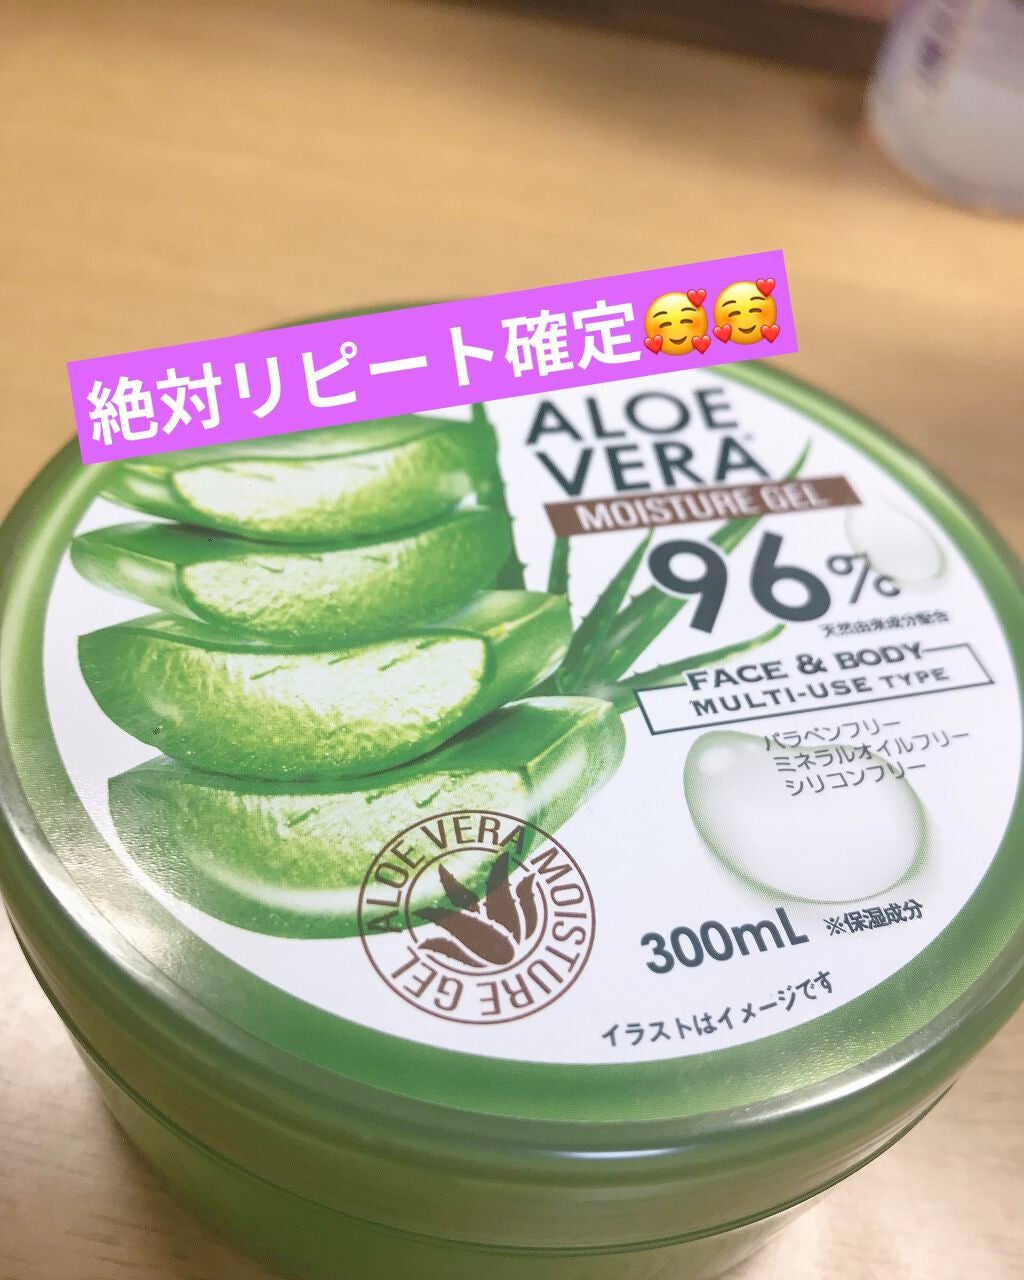 絶対リピート確定🥰🥰
ALOE
VERA
MOISTURE GEL
96%
天然由来成分配合
FACE & BODY
MULTI-USE TYPE
パラベンフリー
ミネラルオイルフリー
シリコンフリー
ALOE VERA MOISTURE GEL
300mL ※保湿成分
イラストはイメージです